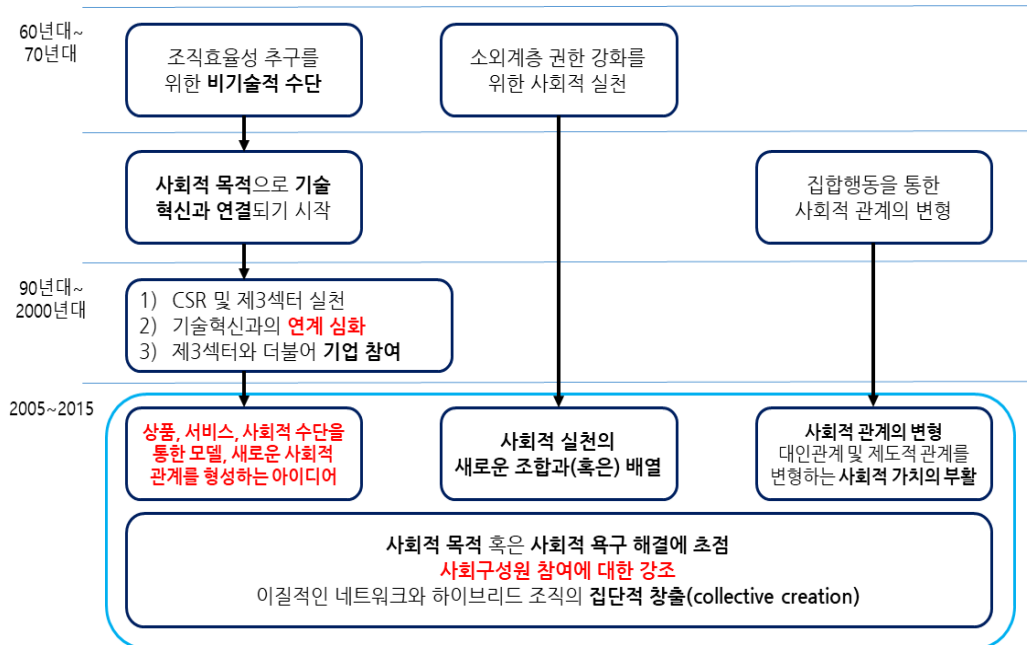 60년대~
70년대
조직효율성 추구를
위한 비기술적 수단
소외계층 권한 강화를
위한 사회적 실천
사회적 목적으로 기술
혁신과 연결되기 시작
집합행동을 통한
사회적 관계의 변형
90년대~
2000년대
1) CSR 및 제3섹터 실천
2) 기술혁신과의 연계 심화
3) 제3섹터와 더불어 기업 참여
2005~2015
상품, 서비스, 사회적 수단을
통한 모델, 새로운 사회적
관계를 형성하는 아이디어
사회적 실천의
새로운 조합과(혹은) 배열
사회적 관계의 변형
대인관계 및 제도적 관계를
변형하는 사회적 가치의 부활
사회적 목적 혹은 사회적 욕구 해결에 초점
사회구성원 참여에 대한 강조
이질적인 네트워크와 하이브리드 조직의 집단적 창출(collective creation)